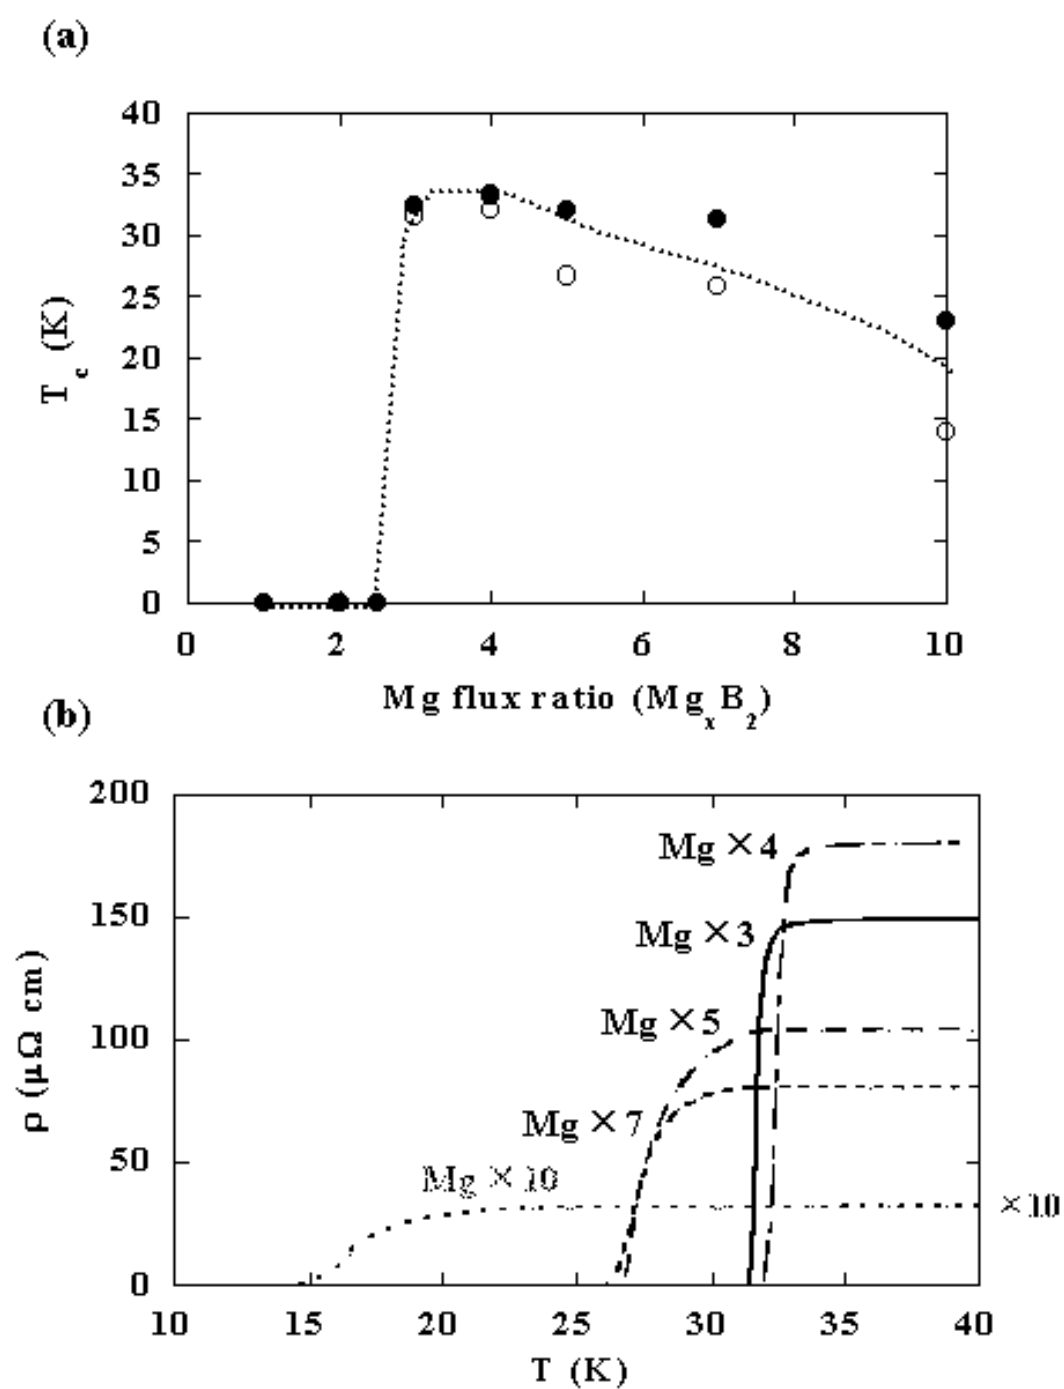 (a)
40
35
30
25
20
15
10
5
0
T_c (K)
0 2 4 6 8 10
Mg flux ratio (Mg_xB_2)
(b)
200
150
100
50
0
ρ (μΩ cm)
Mg ×4
Mg ×3
Mg ×5
Mg ×7
Mg ×10
×10
10 15 20 25 30 35 40
T (K)